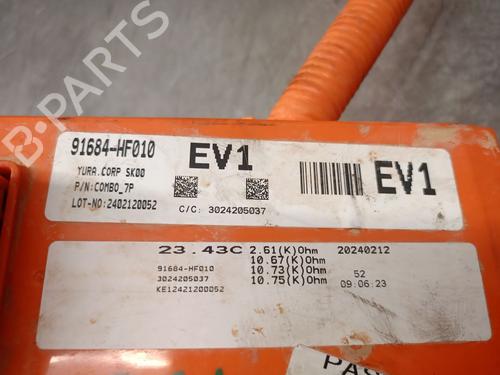 91684-HF010
YURA.CORP SK00
P/N:COMBO_7P
LOT-NO:2402120052
EV1
C/C: 3024205037
EV1
23.43C 2.61(K)Ohm 20240212
10.67(K)Ohm
91684-HF010 10.73(K)Ohm 52
3024205037 10.75(K)Ohm 09:06:23
KE12421200052
B-PARTS